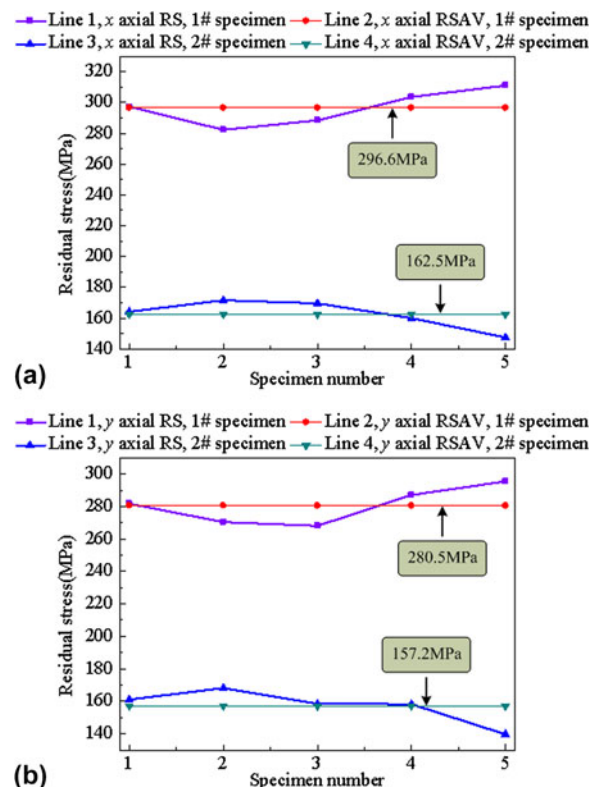 Line 1, x axial RS, 1# specimen Line 2, x axial RSAV, 1# specimen
Line 3, x axial RS, 2# specimen Line 4, x axial RSAV, 2# specimen
320
300
280
260
240
220
200
180
160
140
Residual stress(MPa)
296.6MPa
162.5MPa
1 2 3 4 5
Specimen number
(a)
Line 1, y axial RS, 1# specimen Line 2, y axial RSAV, 1# specimen
Line 3, y axial RS, 2# specimen Line 4, y axial RSAV, 2# specimen
300
280
260
240
220
200
180
160
140
Residual stress(MPa)
280.5MPa
157.2MPa
1 2 3 4 5
Specimen number
(b)